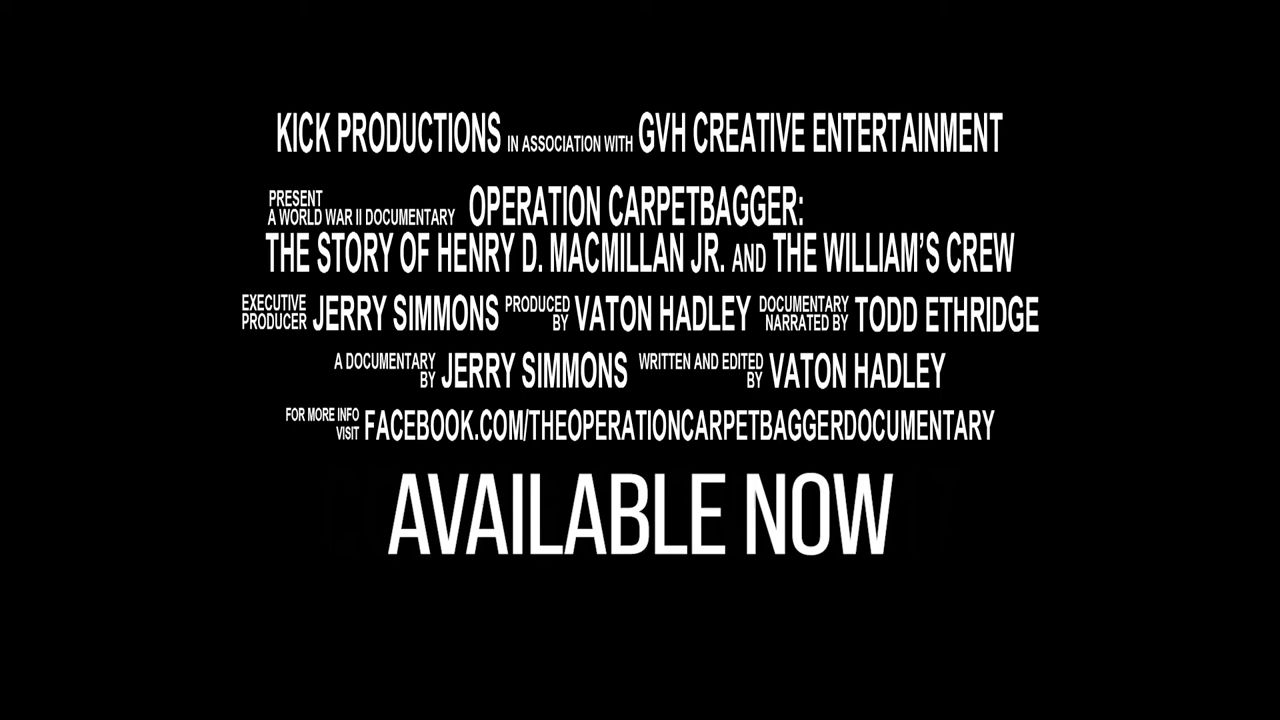 KICK PRODUCTIONS IN ASSOCIATION WITH GVH CREATIVE ENTERTAINMENT
PRESENT
A WORLD WAR II DOCUMENTARY OPERATION CARPETBAGGER:
THE STORY OF HENRY D. MACMILLAN JR. AND THE WILLIAM'S CREW
EXECUTIVE PRODUCER JERRY SIMMONS PRODUCED BY VATON HADLEY DOCUMENTARY NARRATED BY TODD ETHRIDGE
A DOCUMENTARY BY JERRY SIMMONS WRITTEN AND EDITED BY VATON HADLEY
FOR MORE INFO VISIT FACEBOOK.COM/THEOPERATIONCARPETBAGGERDOCUMENTARY
AVAILABLE NOW